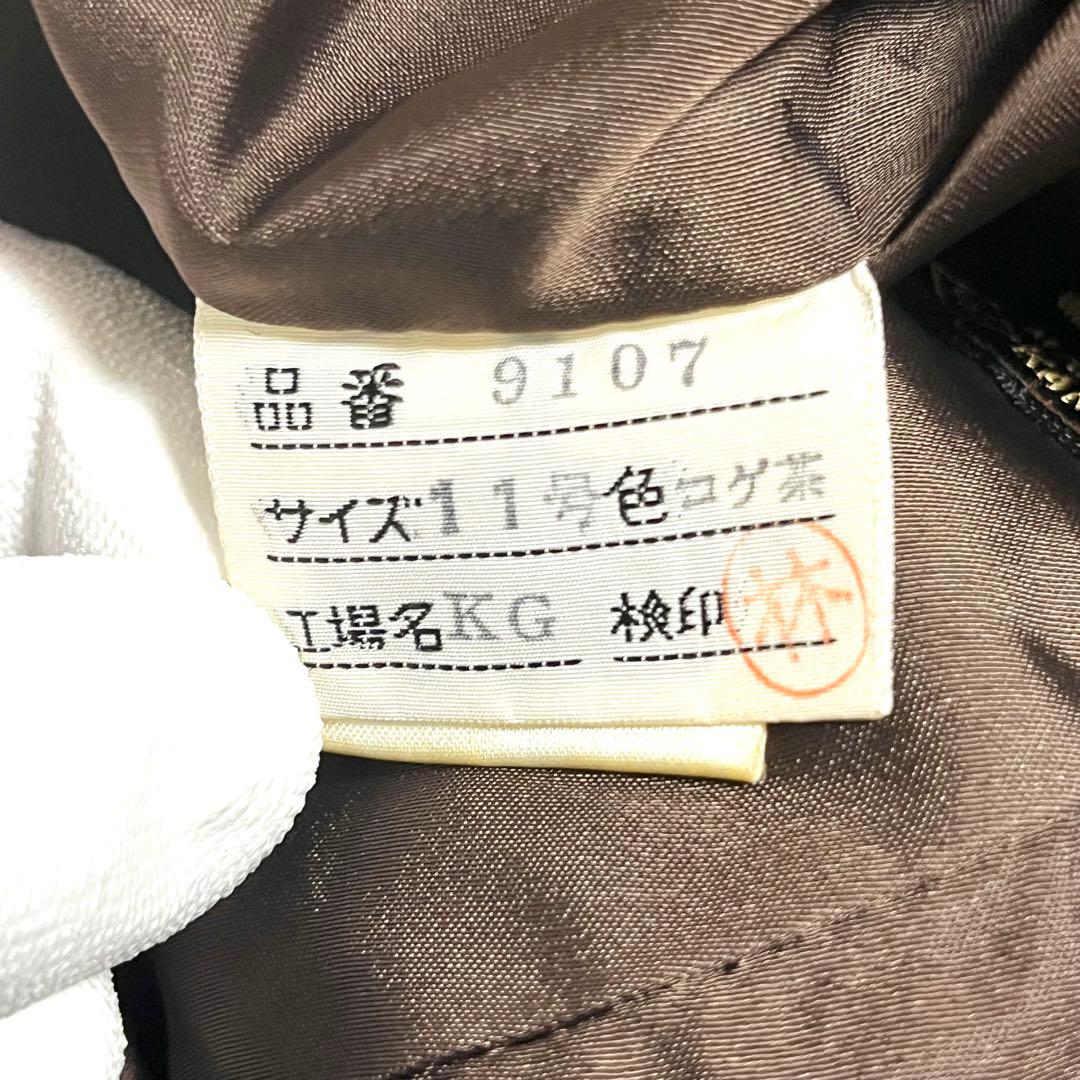 品番 9107
サイズ 11号 色 コゲ茶
工場名 KG 検印 林